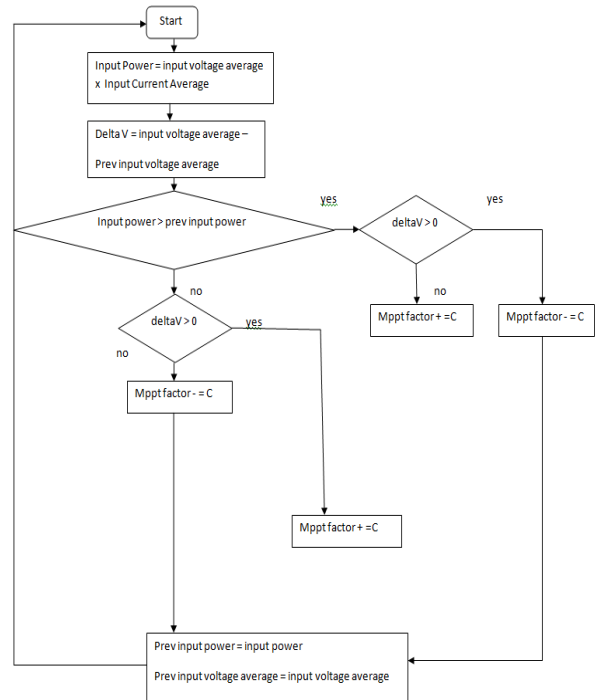 Start
Input Power = input voltage average
x Input Current Average
Delta V = input voltage average –
Prev input voltage average
Input power > prev input power
yes
deltaV > 0
yes
no
no
Mppt factor + =C
Mppt factor - = C
deltaV > 0
yes
no
Mppt factor - = C
Mppt factor + =C
Prev input power = input power
Prev input voltage average = input voltage average